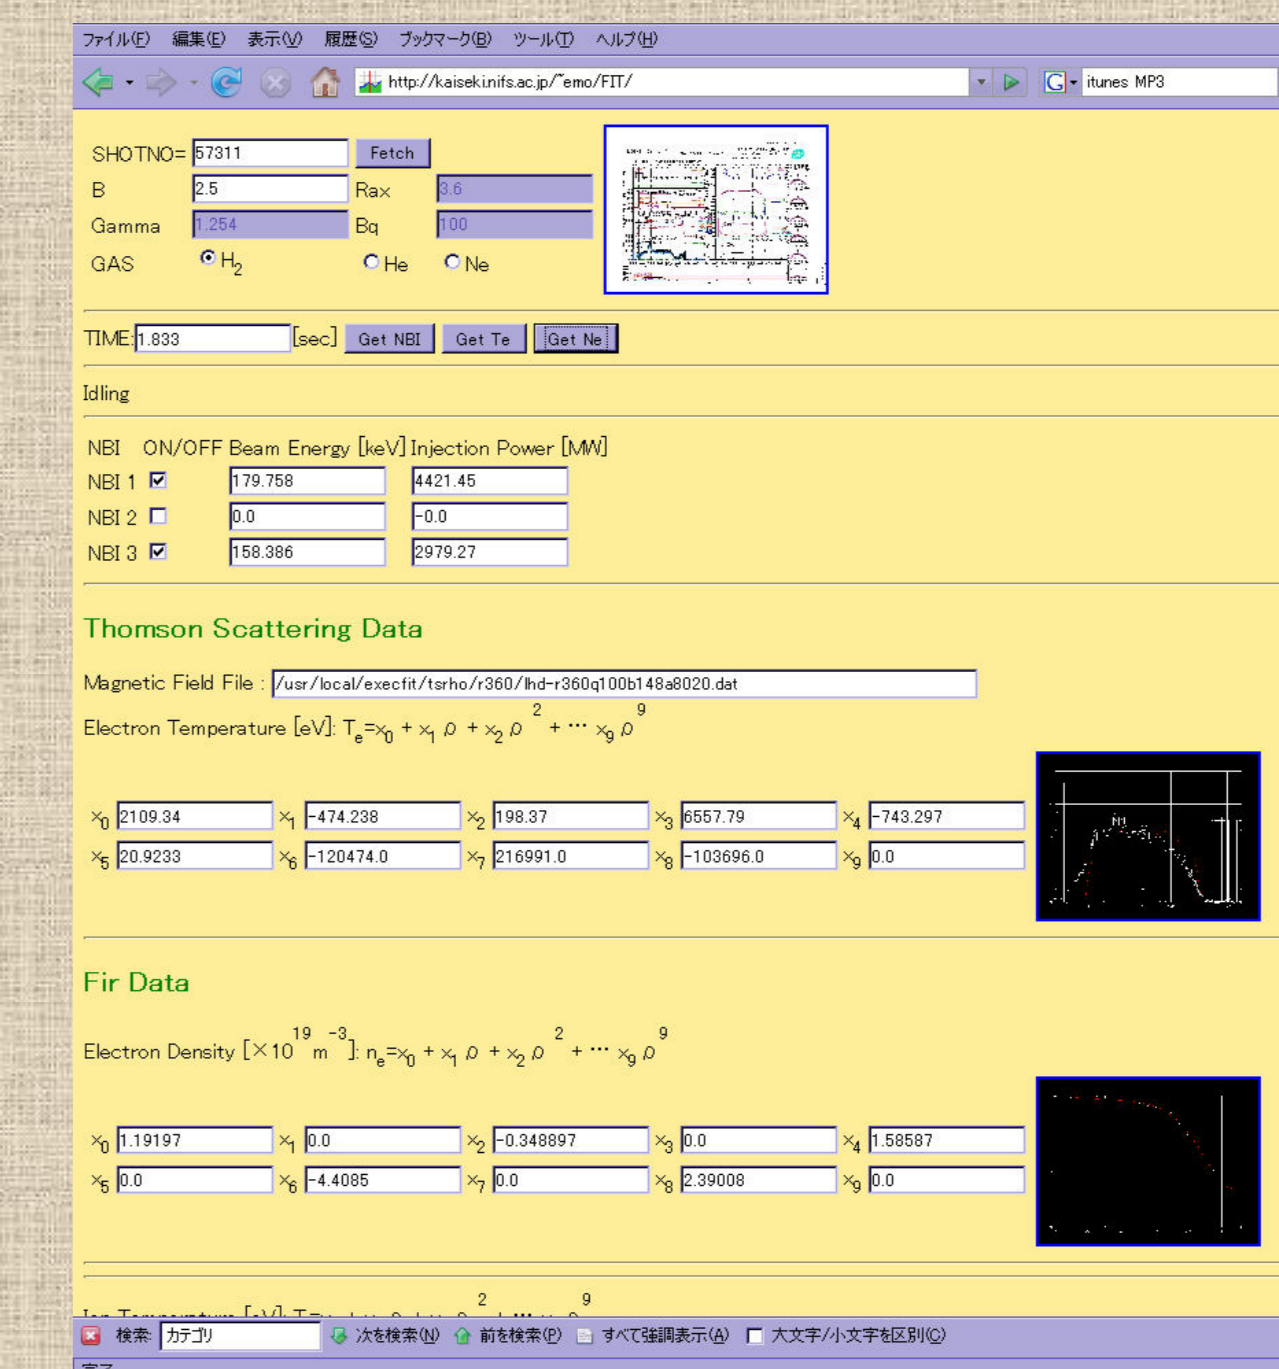 ファイル(F) 編集(E) 表示(V) 履歴(S) ブックマーク(B) ツール(T) ヘルプ(H)
http://kaiseki.nifs.ac.jp/~emo/FIT/ G itunes MP3
SHOTNO= 57311 Fetch
B 2.5 Rax 3.6
Gamma 1.254 Bq 100
GAS H2 He Ne
TIME: 1.833 [sec] Get NBI Get Te Get Ne
Idling
NBI ON/OFF Beam Energy [keV] Injection Power [MW]
NBI 1 179.758 4421.45
NBI 2 0.0 -0.0
NBI 3 158.386 2979.27
Thomson Scattering Data
Magnetic Field File : /usr/local/execfit/tsrho/r360/lhd-r360q100b148a8020.dat
Electron Temperature [eV]: Te=x0 + x1 ρ + x2 ρ 2 + ... x9 ρ 9
x0 2109.34 x1 -474.238 x2 198.37 x3 6557.79 x4 -743.297
x5 20.9233 x6 -120474.0 x7 216991.0 x8 -103696.0 x9 0.0
Fir Data
Electron Density [×10 19 m -3]: ne=x0 + x1 ρ + x2 ρ 2 + ... x9 ρ 9
x0 1.19197 x1 0.0 x2 -0.348897 x3 0.0 x4 1.58587
x5 0.0 x6 -4.4085 x7 0.0 x8 2.39008 x9 0.0
2 9
検索: カテゴリ 次を検索(N) 前を検索(P) すべて強調表示(A) 大文字/小文字を区別(C)